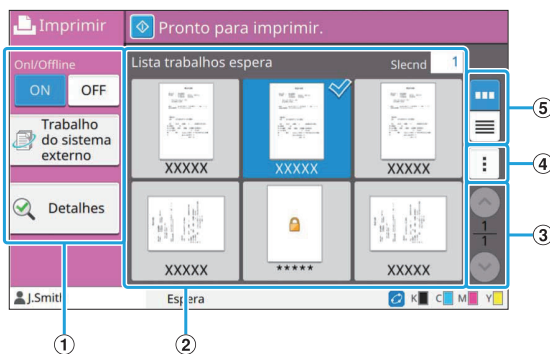 Imprimir
Pronto para imprimir.
Onl/Offline
ON OFF
Trabalho
do sistema
externo
Detalhes
Lista trabalhos espera Slecnd 1
XXXXX XXXXX XXXXX
XXXXX ***** XXXXX
1
1
5
4
3
J.Smith Espera K C M Y
1 2